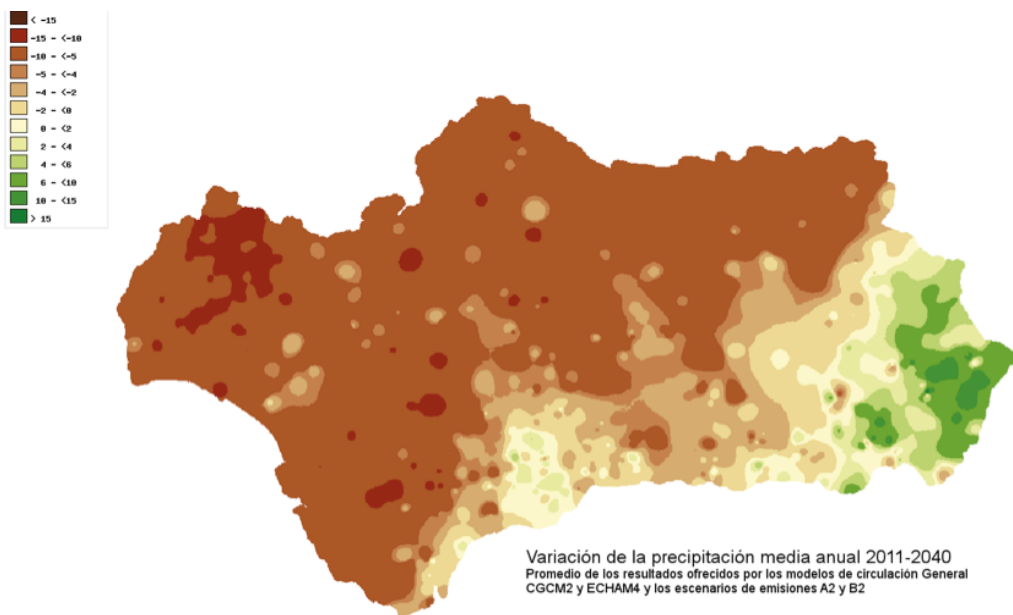 < -15
-15 - <-10
-10 - <-5
-5 - <-4
-4 - <-2
-2 - <0
0 - <2
2 - <4
4 - <6
6 - <10
10 - <15
> 15
Variación de la precipitación media anual 2011-2040
Promedio de los resultados ofrecidos por los modelos de circulación General
CGCM2 y ECHAM4 y los escenarios de emisiones A2 y B2